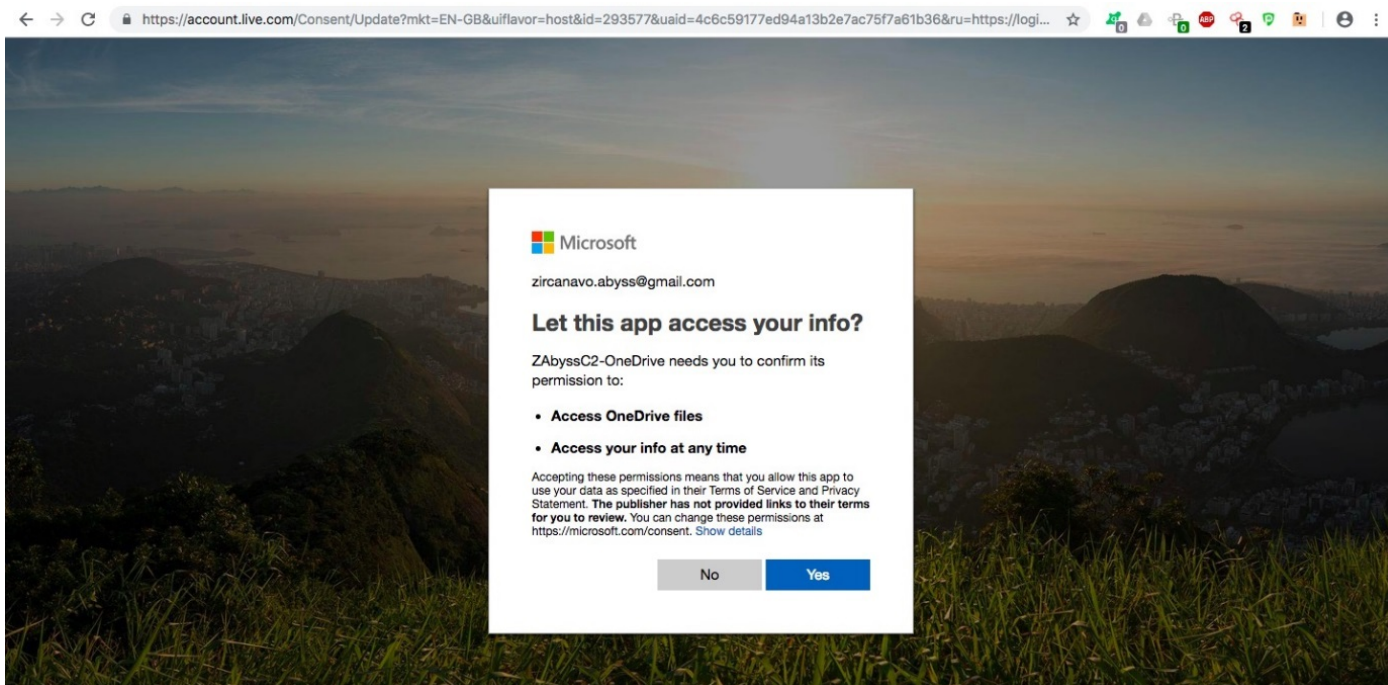 https://account.live.com/Consent/Update?mkt=EN-GB&uiflavor=host&id=293577&uaid=4c6c59177ed94a13b2e7ac75f7a61b36&ru=https://logi...
0
0
ABP
2
Microsoft
zircanavo.abyss@gmail.com
Let this app access your info?
ZAbyssC2-OneDrive needs you to confirm its
permission to:
• Access OneDrive files
• Access your info at any time
Accepting these permissions means that you allow this app to
use your data as specified in their Terms of Service and Privacy
Statement. The publisher has not provided links to their terms
for you to review. You can change these permissions at
https://microsoft.com/consent. Show details
No Yes